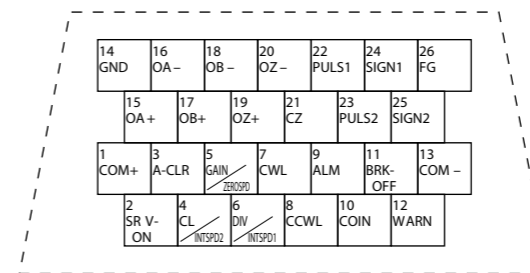 14 16 18 20 22 24 26
GND OA− OB− OZ− PULS1 SIGN1 FG
15 17 19 21 23 25
OA+ OB+ OZ+ CZ PULS2 SIGN2
1 3 5 7 9 11 13
COM+ A-CLR GAIN/ZEROSPD CWL ALM BRK-OFF COM−
2 4 6 8 10 12
SR V-ON CL/INTSPD2 DIV/INTSPD1 CCWL COIN WARN